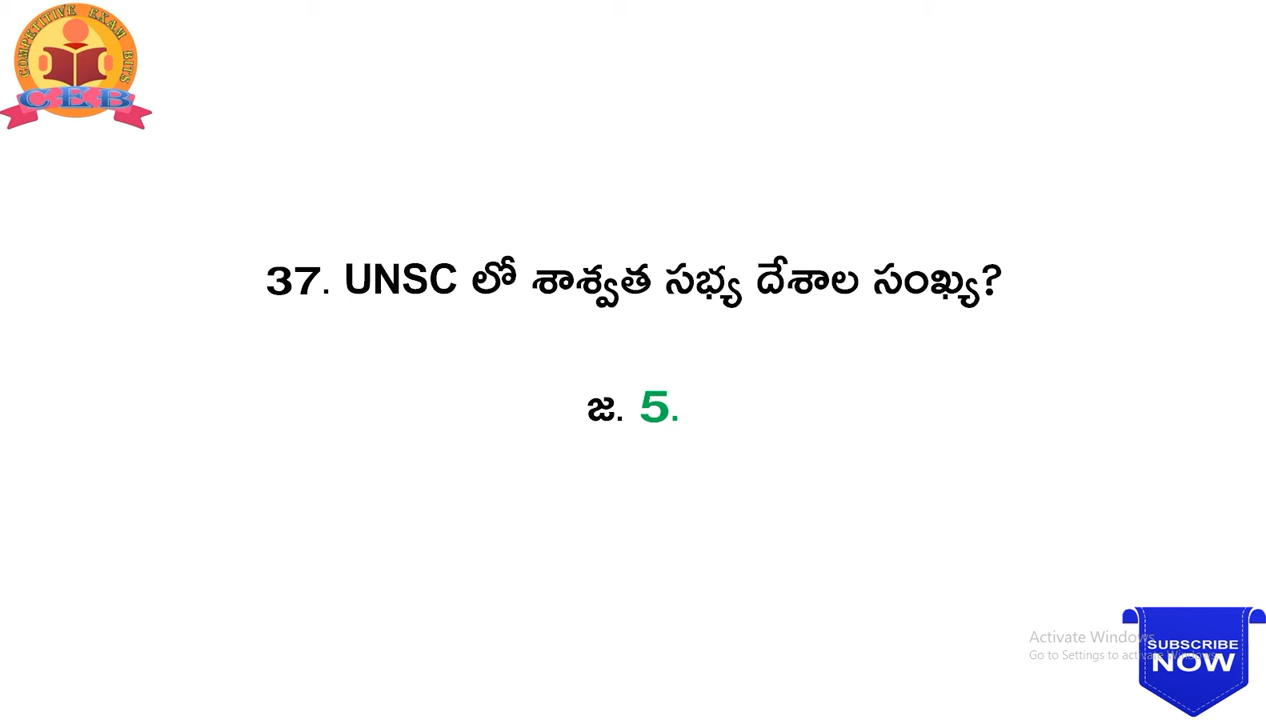 COMPETITIVE EXAM BITS
CEB
37. UNSC లో శాశ్వత సభ్య దేశాల సంఖ్య?
జ. 5.
Activate Windows
Go to Settings to activate Windows.
SUBSCRIBE
NOW